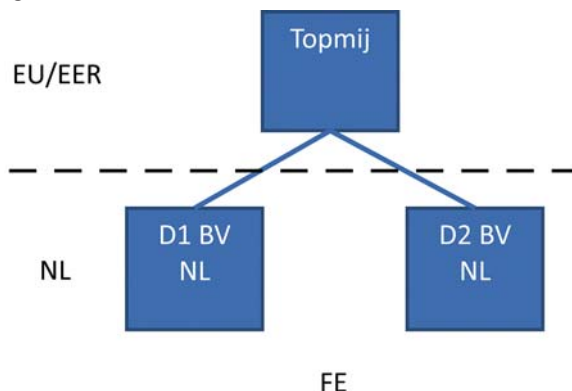 Topmij
EU/EER
D1 BV
NL
D2 BV
NL
NL
FE